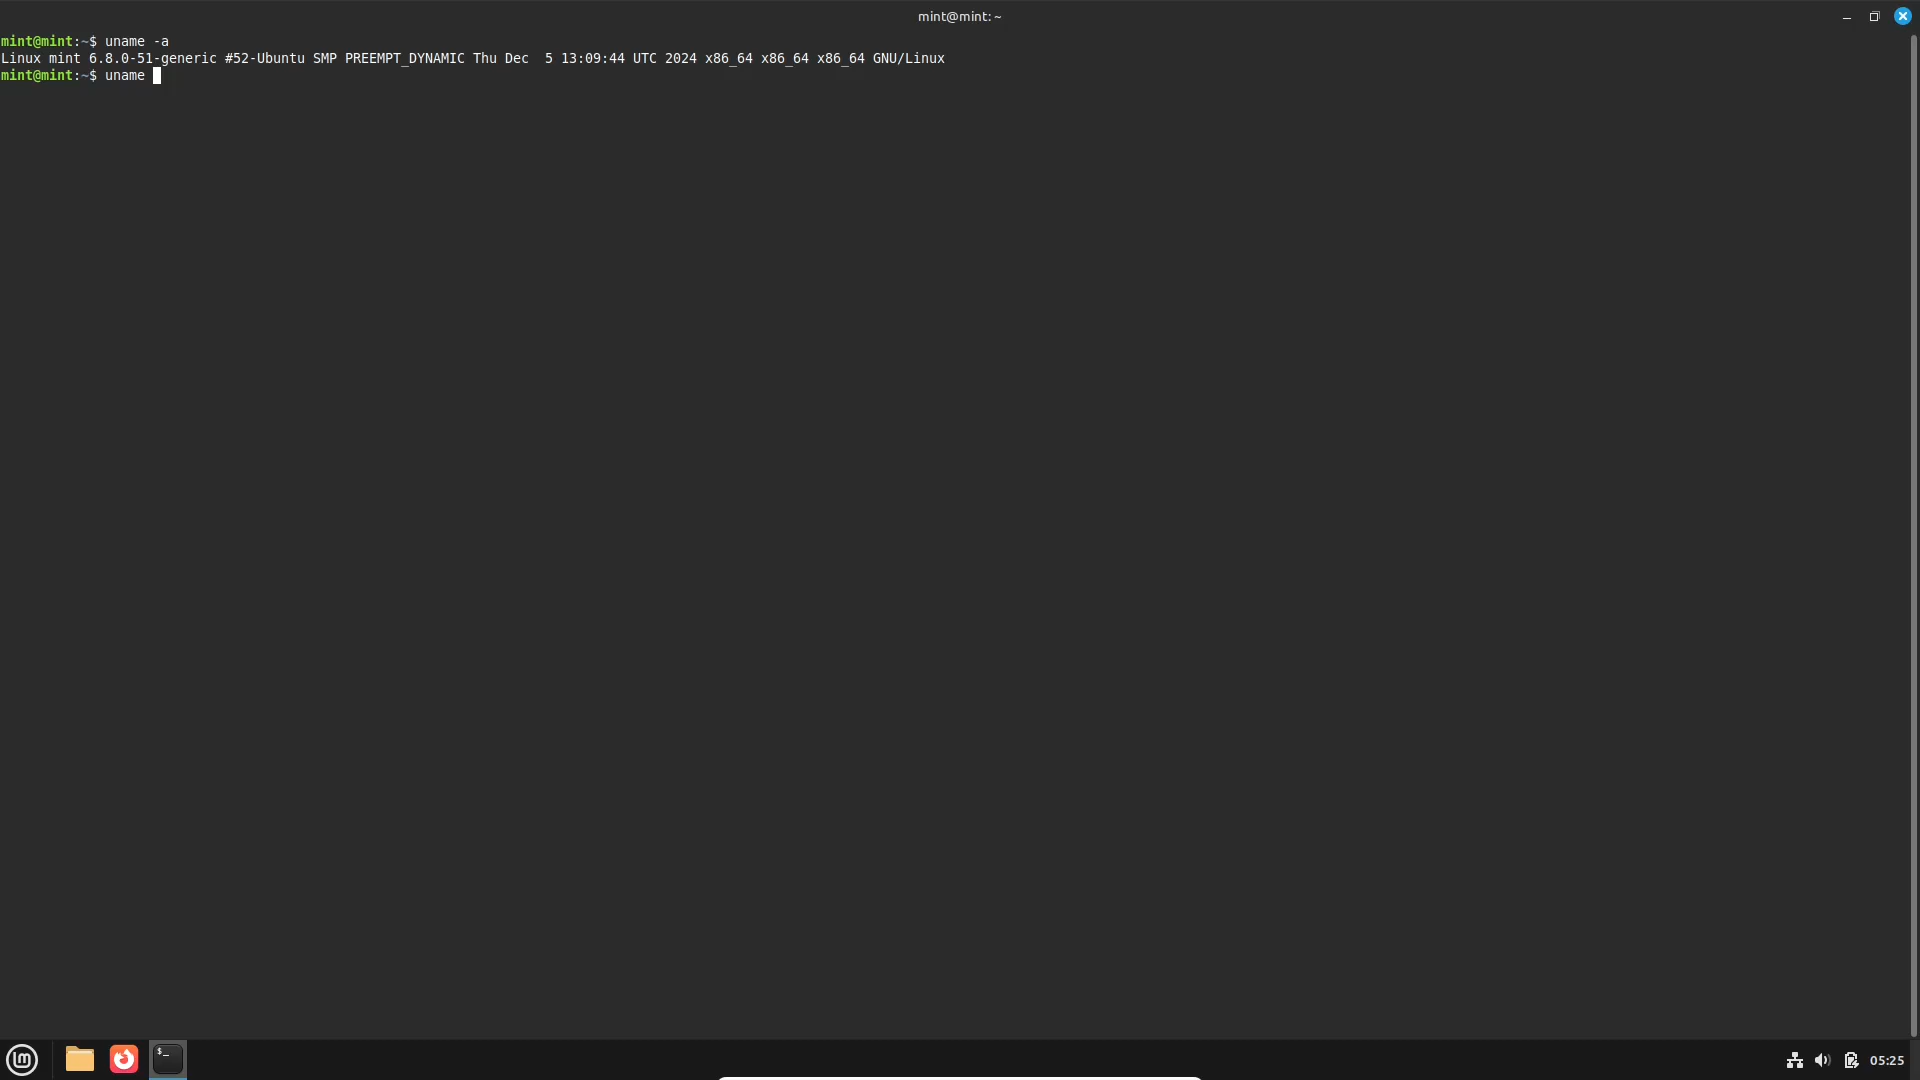 mint@mint: ~
mint@mint:~$ uname -a
Linux mint 6.8.0-51-generic #52-Ubuntu SMP PREEMPT_DYNAMIC Thu Dec  5 13:09:44 UTC 2024 x86_64 x86_64 x86_64 GNU/Linux
mint@mint:~$ uname
$_
05:25